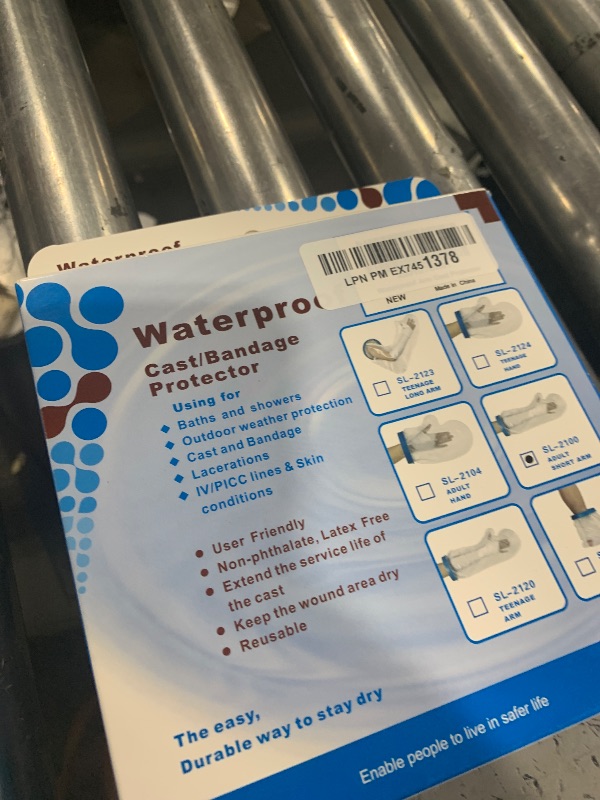 Waterproof
LPN PM EX7451378
NEW
Made in China
Cast/Bandage
Protector
Using for
Baths and showers
Outdoor weather protection
Cast and Bandage
Lacerations
IV/PICC lines & Skin
conditions
User Friendly
Non-phthalate, Latex Free
Extend the service life of
the cast
Keep the wound area dry
Reusable
SL-2123
TEENAGE
LONG ARM
SL-2124
TEENAGE
HAND
SL-2104
ADULT
HAND
SL-2100
ADULT
SHORT ARM
SL-2120
TEENAGE
ARM
S
The easy,
Durable way to stay dry
Enable people to live in safer life